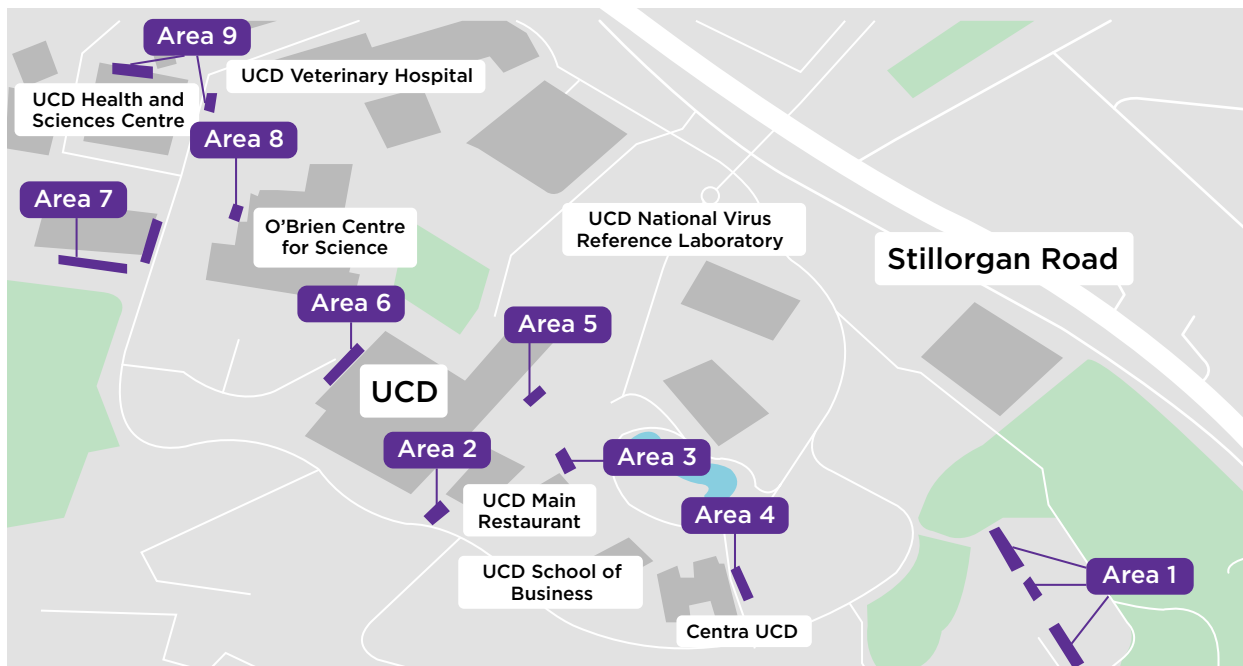 Area 9
UCD Veterinary Hospital
UCD Health and
Sciences Centre
Area 8
Area 7
O’Brien Centre
for Science
UCD National Virus
Reference Laboratory
Stillorgan Road
Area 6
Area 5
UCD
Area 2
Area 3
UCD Main
Restaurant
Area 4
UCD School of
Business
Area 1
Centra UCD